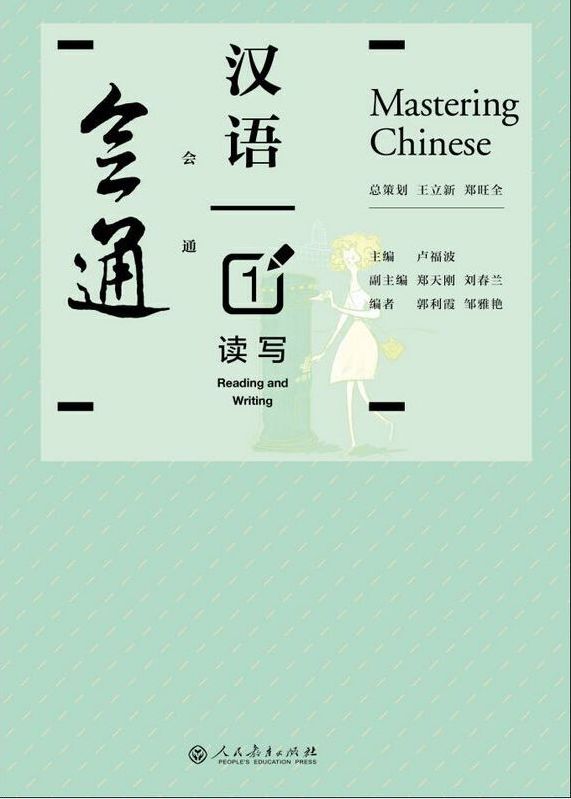 会通
汉语
会
通
1
读写
Reading and
Writing
Mastering
Chinese
总策划 王立新 郑旺全
主编 卢福波
副主编 郑天刚 刘春兰
编者 郭利霞 邹雅艳
人民教育出版社
PEOPLE'S EDUCATION PRESS